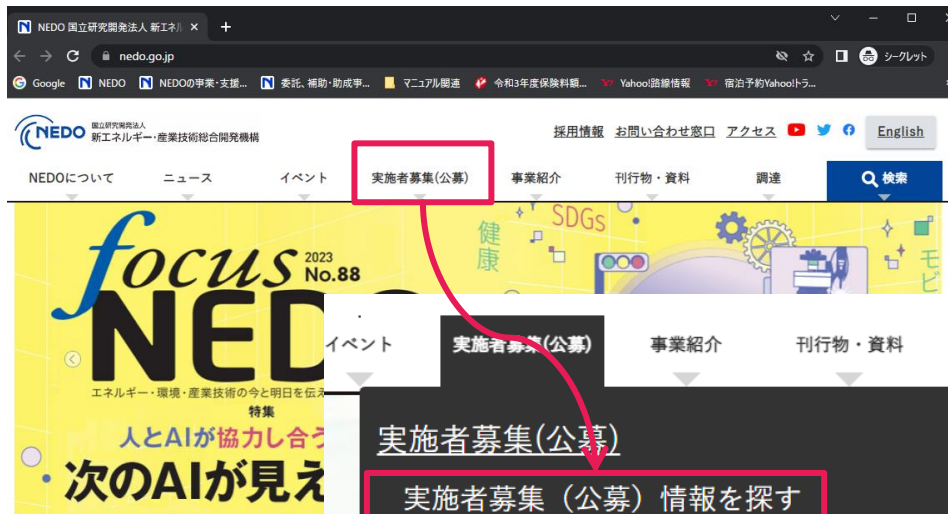 NEDO 国立研究開発法人 新エネル
nedo.go.jp
シークレット
Google NEDO NEDOの事業・支援... 委託、補助・助成事... マニュアル関連 令和3年度保険料額... Yahoo!路線情報 宿泊予約Yahoo!トラ...
NEDO 国立研究開発法人
新エネルギー・産業技術総合開発機構
採用情報 お問い合わせ窓口 アクセス English
NEDOについて ニュース イベント 実施者募集(公募) 事業紹介 刊行物・資料 調達 検索
focus 2023
No.88
NEDO
健康
SDGs
モビ
エネルギー・環境・産業技術の今と明日を伝え
特集
人とAIが協力し合う
次のAIが見え
イベント 実施者募集(公募) 事業紹介 刊行物・資料
実施者募集(公募)
実施者募集（公募）情報を探す